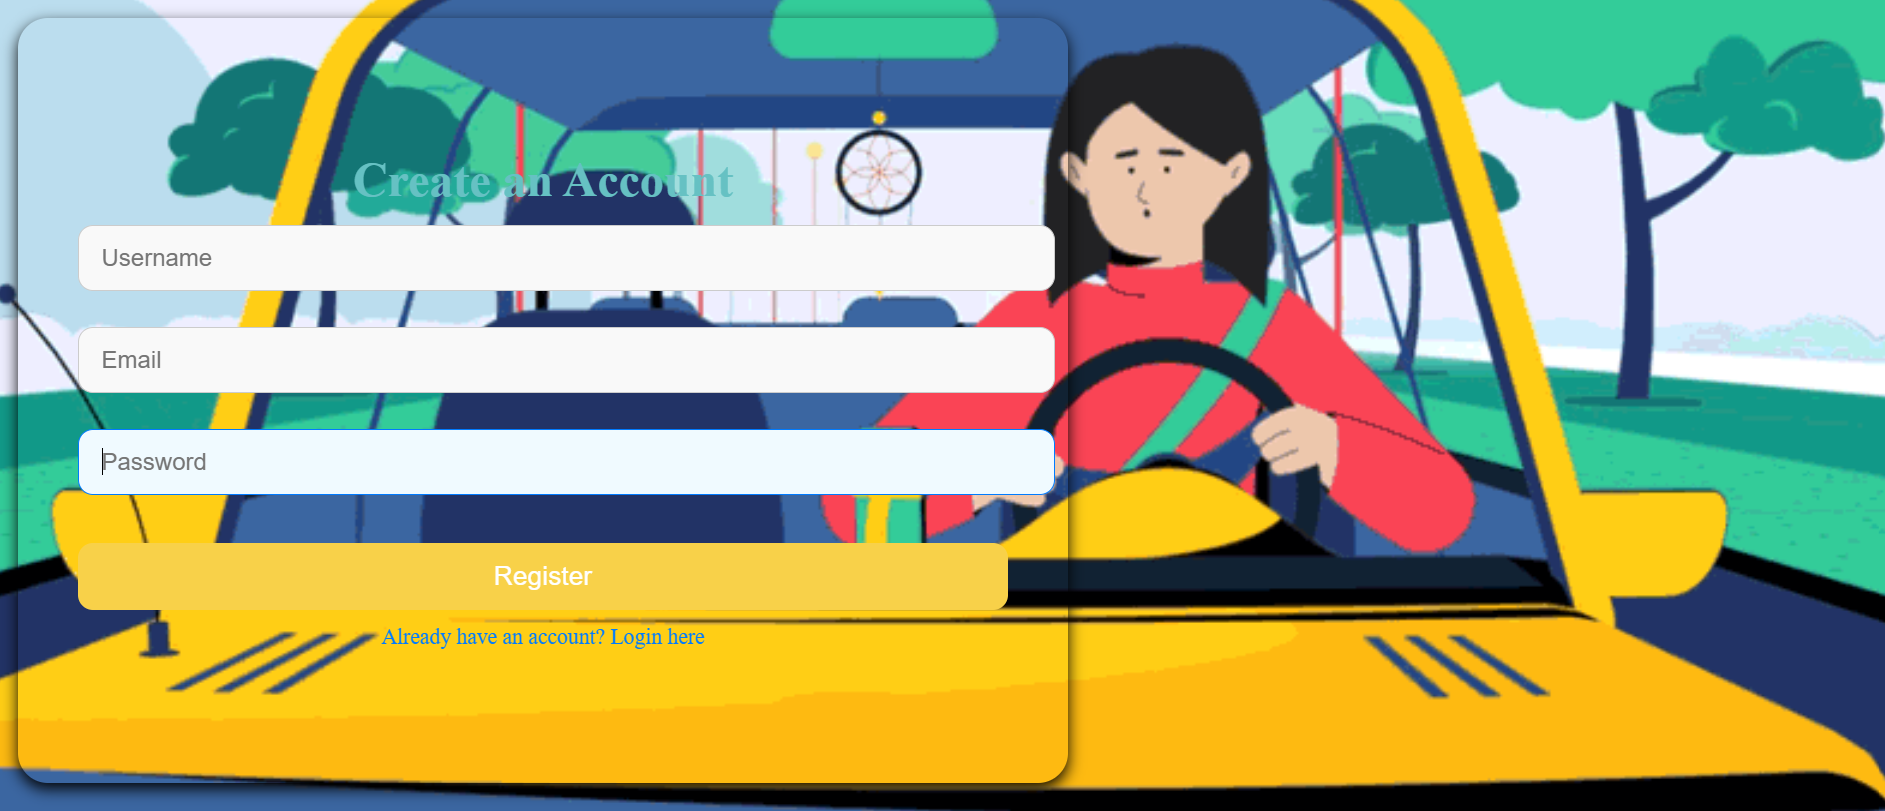 Create an Account
Username
Email
Password
Register
Already have an account? Login here